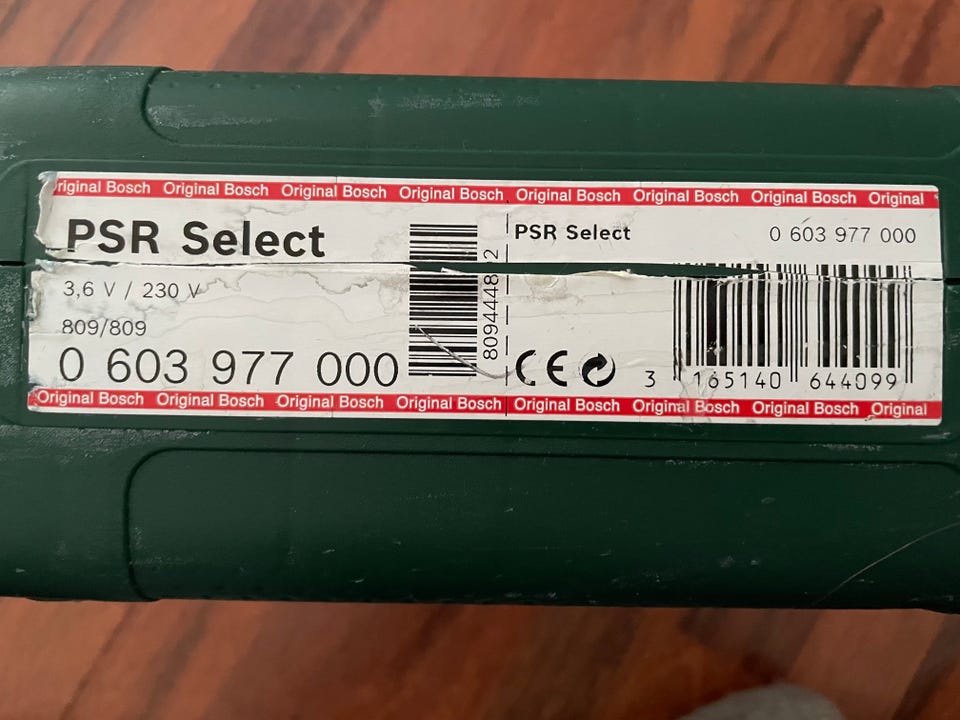 original Bosch Original Bosch Original Bosch Original Bosch Original Bosch Original Bosch Original Bosch Original
PSR Select
3,6 V / 230 V
809/809
0 603 977 000
PSR Select
0 603 977 000
CE
3 165140 644099
Original Bosch Original Bosch Original Bosch Original Bosch Original Bosch Original Bosch Original Bosch Original